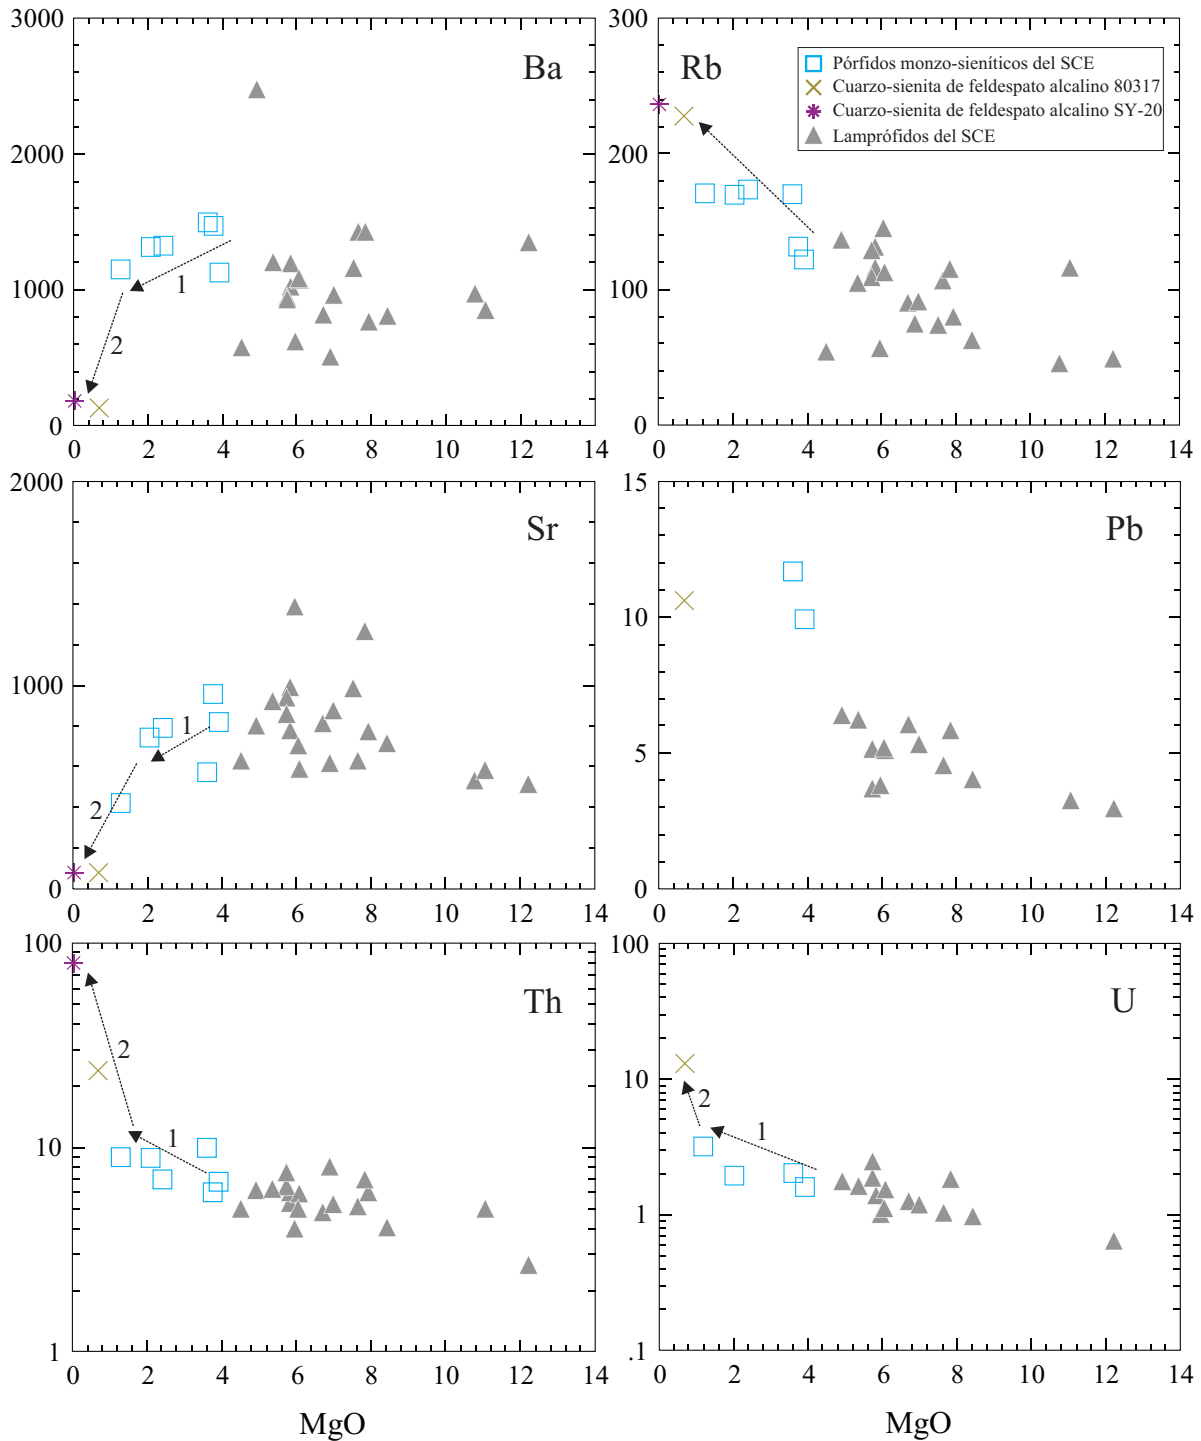 3000
2000
1000
0
Ba
1
2
0 2 4 6 8 10 12 14
300
200
100
0
Rb
Pórfidos monzo-sieníticos del SCE
Cuarzo-sienita de feldespato alcalino 80317
Cuarzo-sienita de feldespato alcalino SY-20
Lamprófidos del SCE
0 2 4 6 8 10 12 14
2000
1000
0
Sr
1
2
0 2 4 6 8 10 12 14
15
10
5
0
Pb
0 2 4 6 8 10 12 14
100
10
1
Th
2
1
0 2 4 6 8 10 12 14
MgO
100
10
1
.1
U
2
1
0 2 4 6 8 10 12 14
MgO